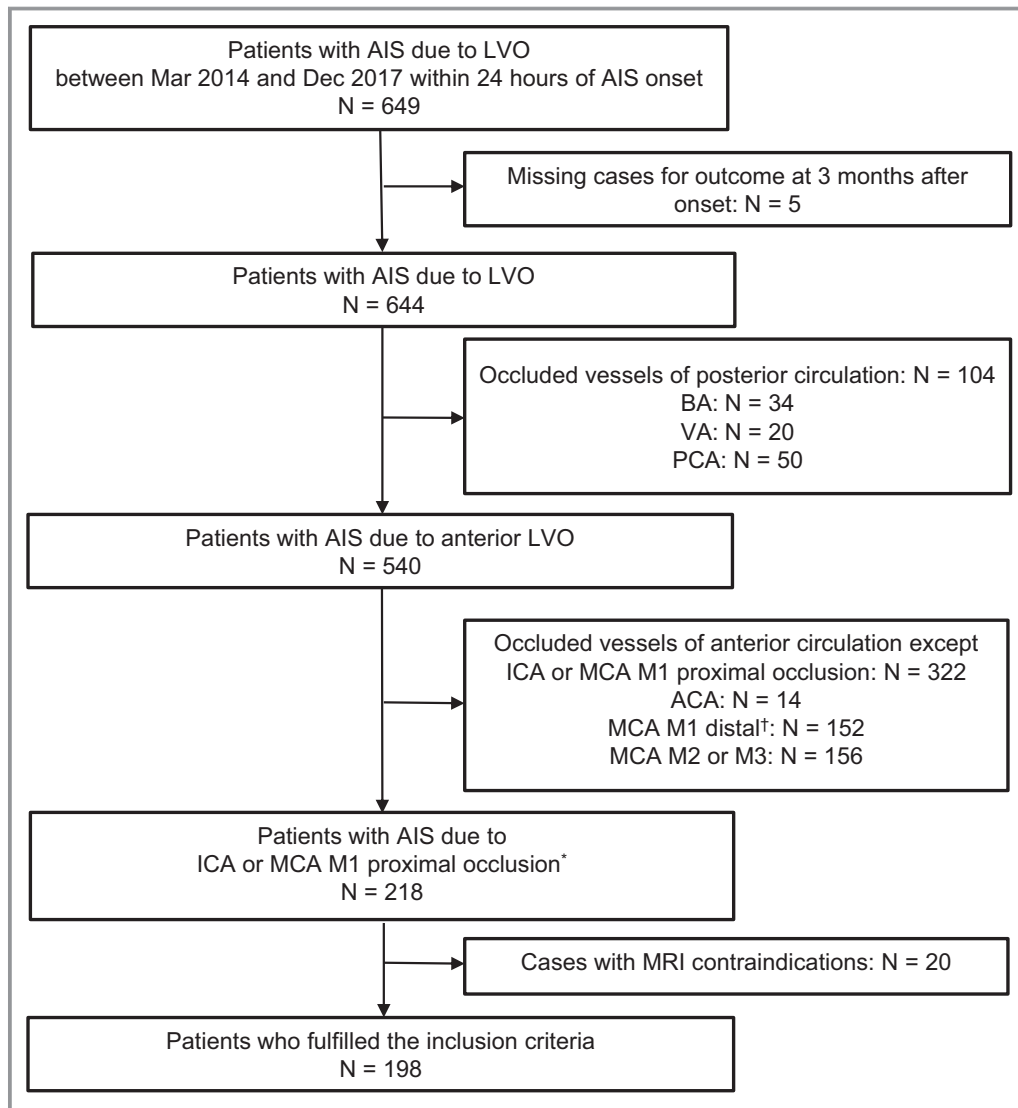 Patients with AIS due to LVO
between Mar 2014 and Dec 2017 within 24 hours of AIS onset
N = 649
Missing cases for outcome at 3 months after
onset: N = 5
Patients with AIS due to LVO
N = 644
Occluded vessels of posterior circulation: N = 104
BA: N = 34
VA: N = 20
PCA: N = 50
Patients with AIS due to anterior LVO
N = 540
Occluded vessels of anterior circulation except
ICA or MCA M1 proximal occlusion: N = 322
ACA: N = 14
MCA M1 distal†: N = 152
MCA M2 or M3: N = 156
Patients with AIS due to
ICA or MCA M1 proximal occlusion*
N = 218
Cases with MRI contraindications: N = 20
Patients who fulfilled the inclusion criteria
N = 198